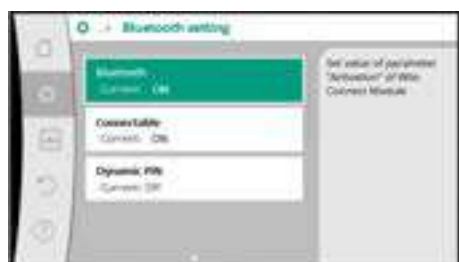 Bluetooth setting
Bluetooth
Current: ON
Set value of parameter
"Activation" of Wilo
Connect Module
Connectable
Current: ON
Dynamic PIN
Current: Off